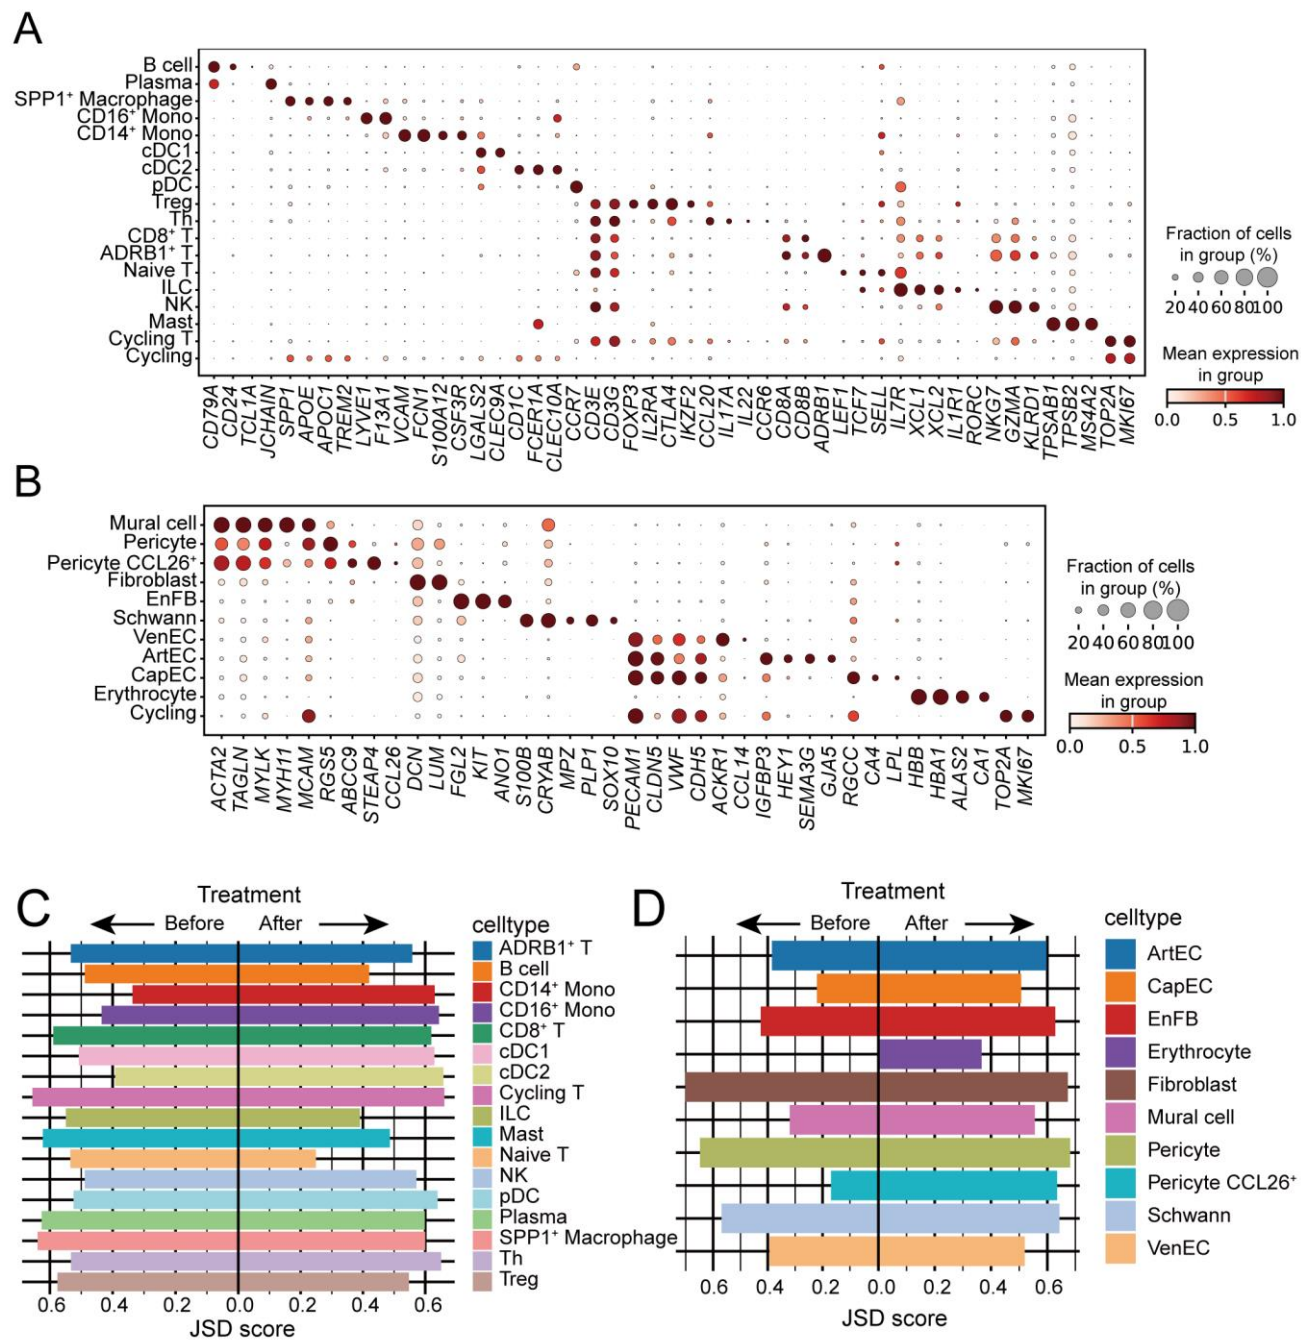 A
B cell
Plasma
SPP1⁺ Macrophage
CD16⁺ Mono
CD14⁺ Mono
cDC1
cDC2
pDC
Treg
Th
CD8⁺ T
ADRB1⁺ T
Naive T
ILC
NK
Mast
Cycling T
Cycling
CD79A
CD24
TCL1A
JCHAIN
SPP1
APOE
APOC1
TREM2
LYVE1
F13A1
VCAM
FCN1
S100A12
CSF3R
LGALS2
CLEC9A
CD1C
FCER1A
CLEC10A
CCR7
CD3E
CD3G
FOXP3
IL2RA
CTLA4
IKZF2
CCL20
IL17A
IL22
CCR6
CD8A
CD8B
ADRB1
LEF1
TCF7
SELL
IL7R
XCL1
XCL2
IL1R1
RORC
NKG7
GZMA
KLRD1
TPSAB1
TPSB2
MS4A2
TOP2A
MKI67
Fraction of cells
in group (%)
20 40 60 80 100
Mean expression
in group
0.0 0.5 1.0
B
Mural cell
Pericyte
Pericyte CCL26⁺
Fibroblast
EnFB
Schwann
VenEC
ArtEC
CapEC
Erythrocyte
Cycling
ACTA2
TAGLN
MYLK
MYH11
MCAM
RGS5
ABCC9
STEAP4
CCL26
DCN
LUM
FGL2
KIT
ANO1
S100B
CRYAB
MPZ
PLP1
SOX10
PECAM1
CLDN5
VWF
CDH5
ACKR1
CCL14
IGFBP3
HEY1
SEMA3G
GJA5
RGCC
CA4
LPL
HBB
HBA1
ALAS2
CA1
TOP2A
MKI67
Fraction of cells
in group (%)
20 40 60 80 100
Mean expression
in group
0.0 0.5 1.0
C
Treatment
Before After
celltype
ADRB1⁺ T
B cell
CD14⁺ Mono
CD16⁺ Mono
CD8⁺ T
cDC1
cDC2
Cycling T
ILC
Mast
Naive T
NK
pDC
Plasma
SPP1⁺ Macrophage
Th
Treg
0.6 0.4 0.2 0.0 0.2 0.4 0.6
JSD score
D
Treatment
Before After
celltype
ArtEC
CapEC
EnFB
Erythrocyte
Fibroblast
Mural cell
Pericyte
Pericyte CCL26⁺
Schwann
VenEC
0.6 0.4 0.2 0.0 0.2 0.4 0.6
JSD score